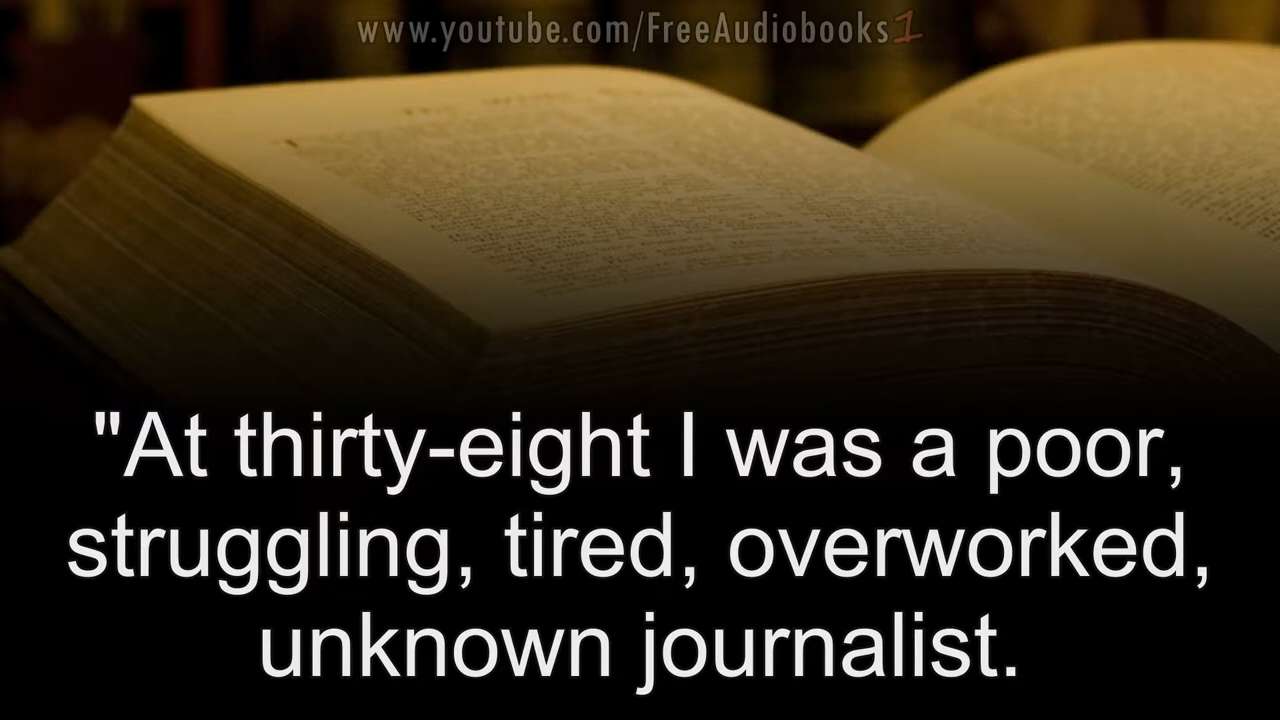 www.youtube.com/FreeAudiobooks1
"At thirty-eight I was a poor,
struggling, tired, overworked,
unknown journalist.